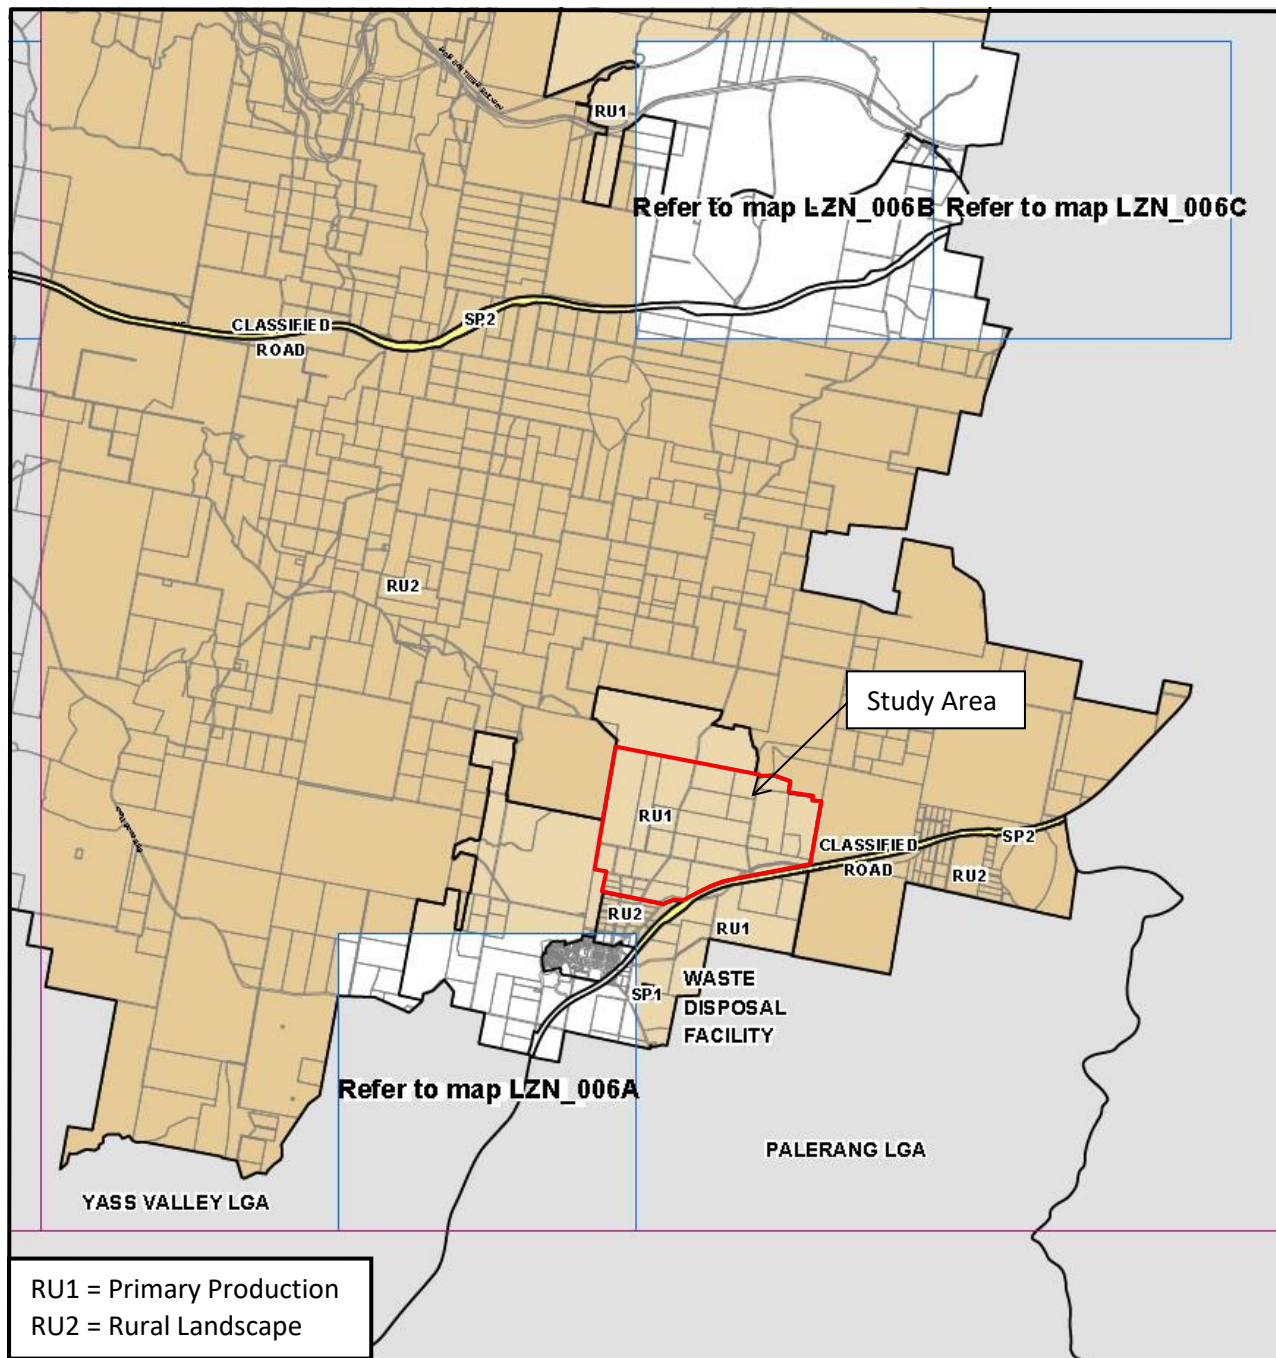 RU1
Refer to map LZN_006B
Refer to map LZN_006C
CLASSIFIED
ROAD
SP2
RU2
Study Area
RU1
CLASSIFIED
ROAD
SP2
RU2
RU2
RU1
WASTE
DISPOSAL
FACILITY
SP1
Refer to map LZN_006A
PALERANG LGA
YASS VALLEY LGA
RU1 = Primary Production
RU2 = Rural Landscape